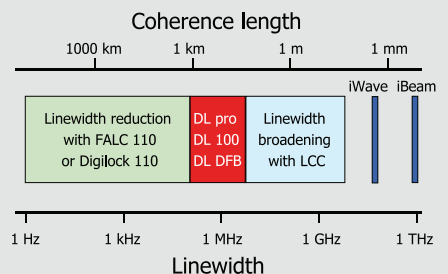 Coherence length
1000 km 1 km 1 m 1 mm
iWave iBeam
Linewidth reduction
with FALC 110
or Digilock 110
DL pro
DL 100
DL DFB
Linewidth
broadening
with LCC
1 Hz 1 kHz 1 MHz 1 GHz 1 THz
Linewidth